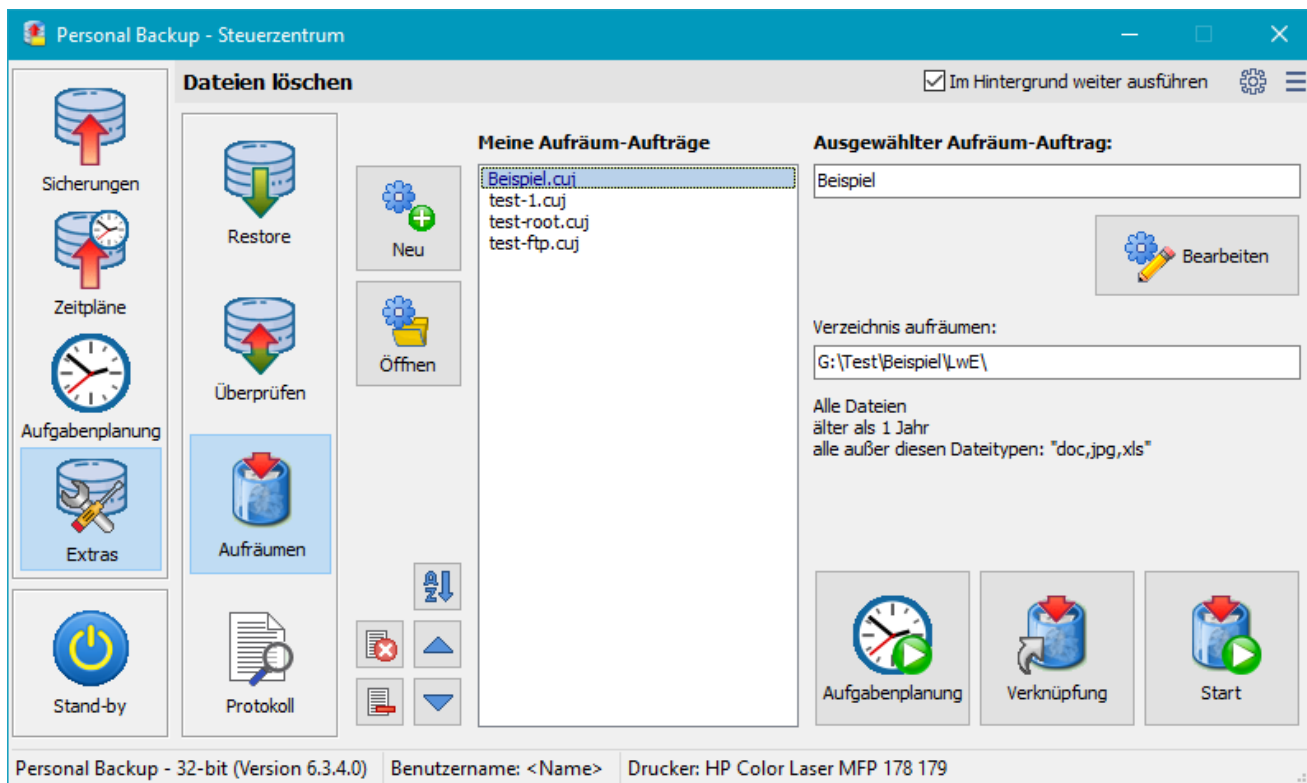 Personal Backup - Steuerzentrum
Dateien löschen
Im Hintergrund weiter ausführen
Sicherungen
Zeitpläne
Aufgabenplanung
Extras
Stand-by
Restore
Überprüfen
Aufräumen
Protokoll
Neu
Öffnen
Meine Aufräum-Aufträge
Beispiel.cuj
test-1.cuj
test-root.cuj
test-ftp.cuj
Ausgewählter Aufräum-Auftrag:
Beispiel
Bearbeiten
Verzeichnis aufräumen:
G:\Test\Beispiel\LwE\
Alle Dateien
älter als 1 Jahr
alle außer diesen Dateitypen: "doc,jpg,xls"
A
Z
Aufgabenplanung
Verknüpfung
Start
Personal Backup - 32-bit (Version 6.3.4.0)
Benutzername: <Name>
Drucker: HP Color Laser MFP 178 179